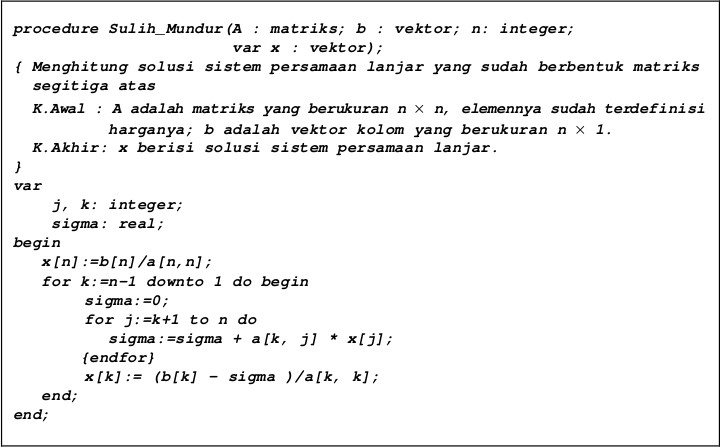 procedure Sulih_Mundur(A : matriks; b : vektor; n: integer;
var x : vektor);
{ Menghitung solusi sistem persamaan lanjar yang sudah berbentuk matriks
segitiga atas
K.Awal : A adalah matriks yang berukuran n × n, elemennya sudah terdefinisi
harganya; b adalah vektor kolom yang berukuran n × 1.
K.Akhir: x berisi solusi sistem persamaan lanjar.
}
var
j, k: integer;
sigma: real;
begin
x[n]:=b[n]/a[n,n];
for k:=n-1 downto 1 do begin
sigma:=0;
for j:=k+1 to n do
sigma:=sigma + a[k, j] * x[j];
{endfor}
x[k]:= (b[k] - sigma )/a[k, k];
end;
end;